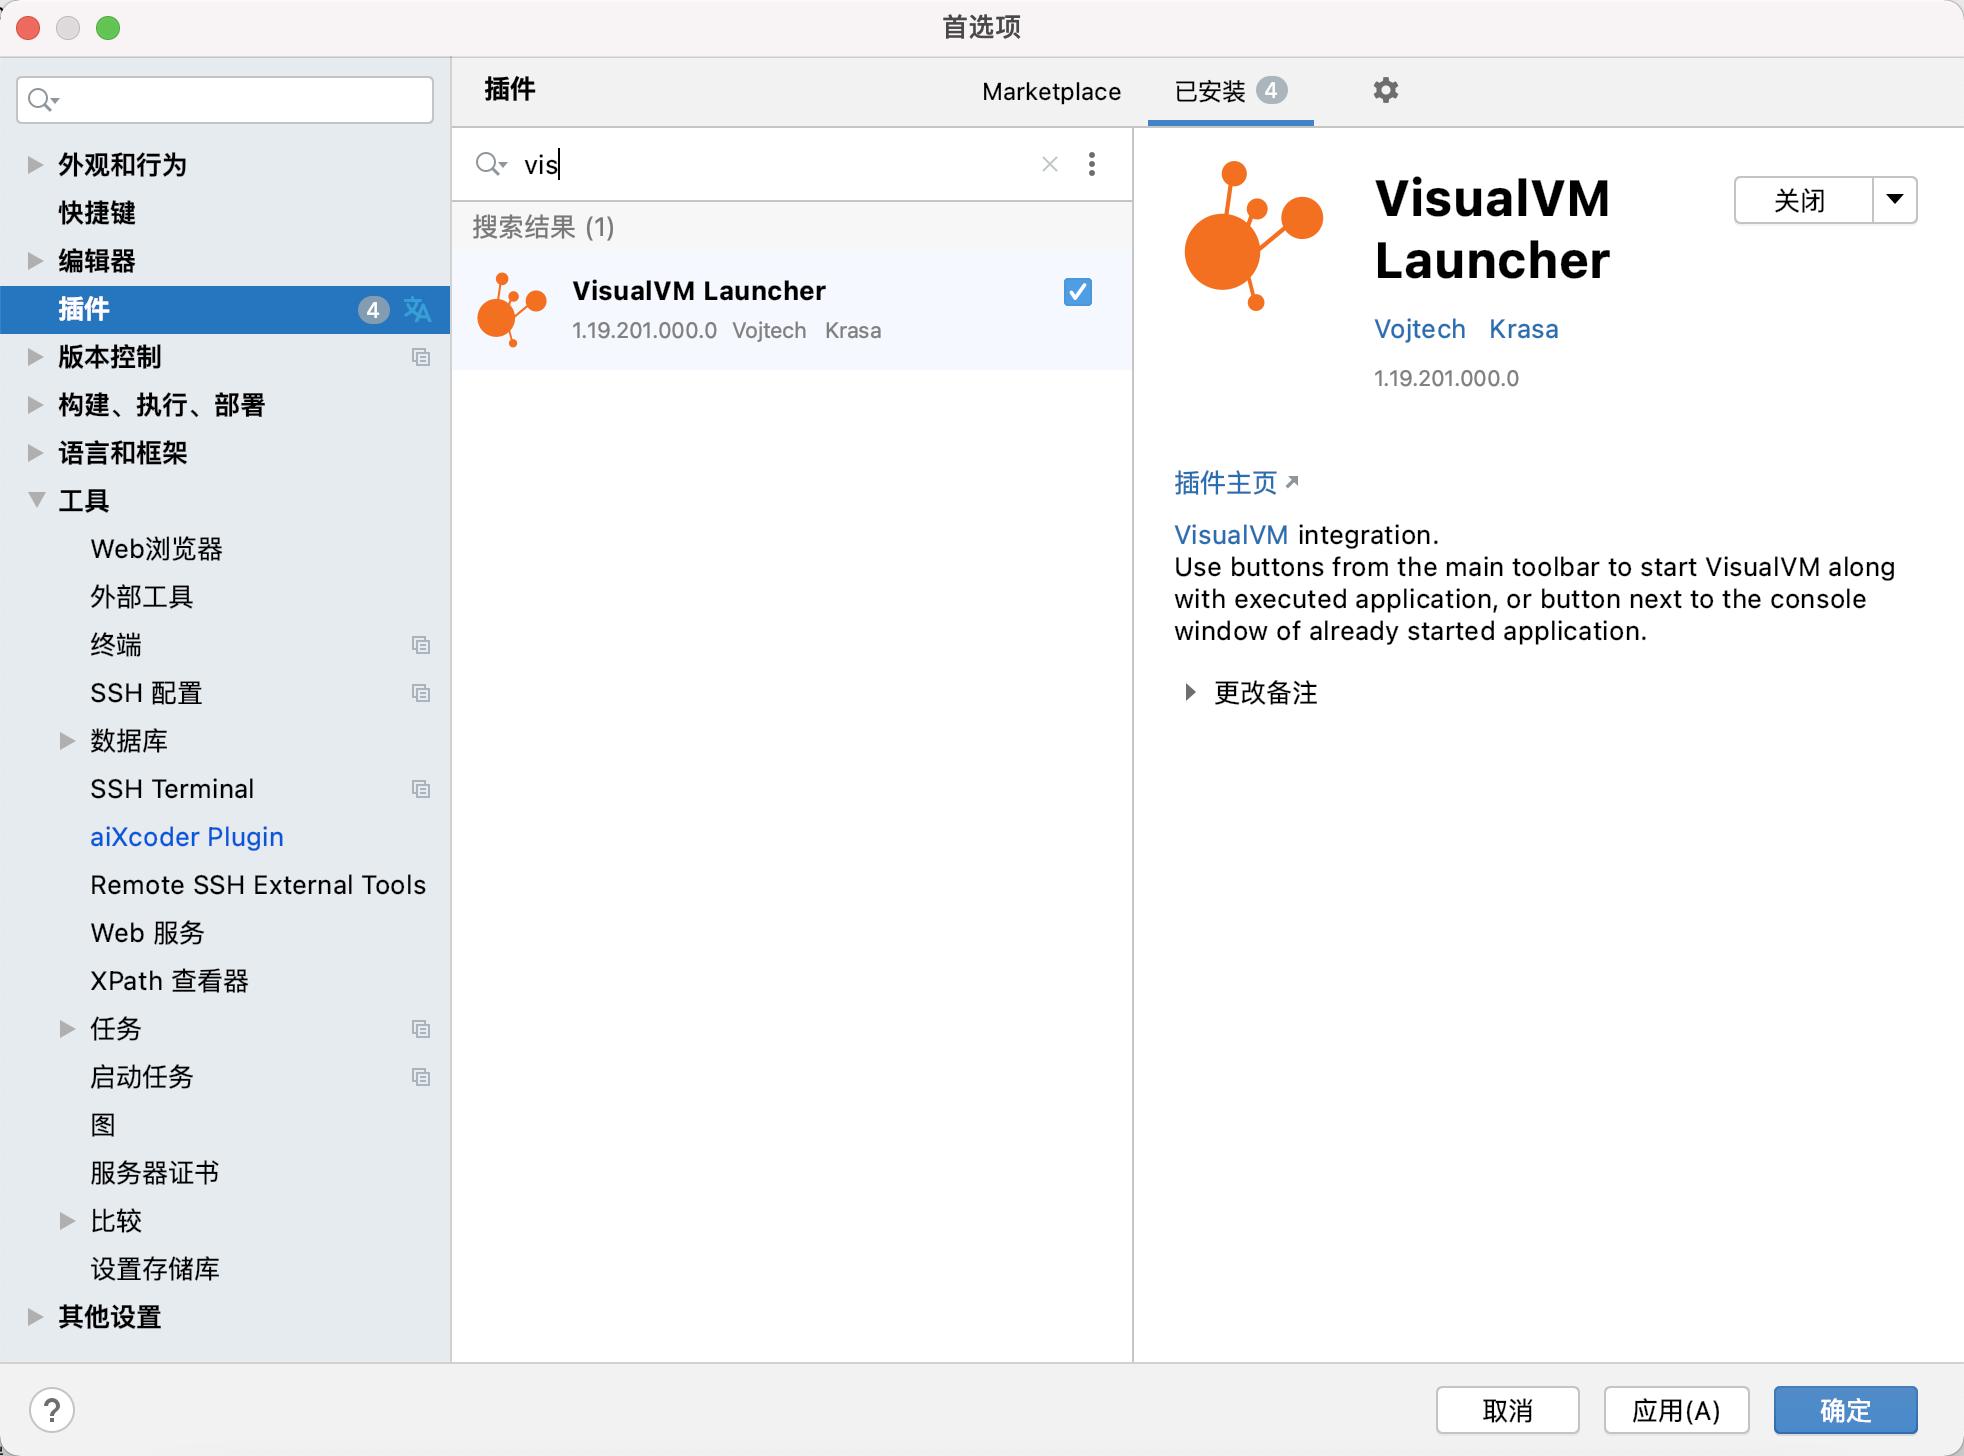 首选项
外观和行为
快捷键
编辑器
插件 4
版本控制
构建、执行、部署
语言和框架
工具
Web浏览器
外部工具
终端
SSH 配置
数据库
SSH Terminal
aiXcoder Plugin
Remote SSH External Tools
Web 服务
XPath 查看器
任务
启动任务
图
服务器证书
比较
设置存储库
其他设置
插件
Marketplace
已安装 4
vis
搜索结果 (1)
VisualVM Launcher
1.19.201.000.0 Vojtech Krasa
VisualVM
Launcher
关闭
Vojtech Krasa
1.19.201.000.0
插件主页
VisualVM integration.
Use buttons from the main toolbar to start VisualVM along
with executed application, or button next to the console
window of already started application.
更改备注
?
取消
应用(A)
确定